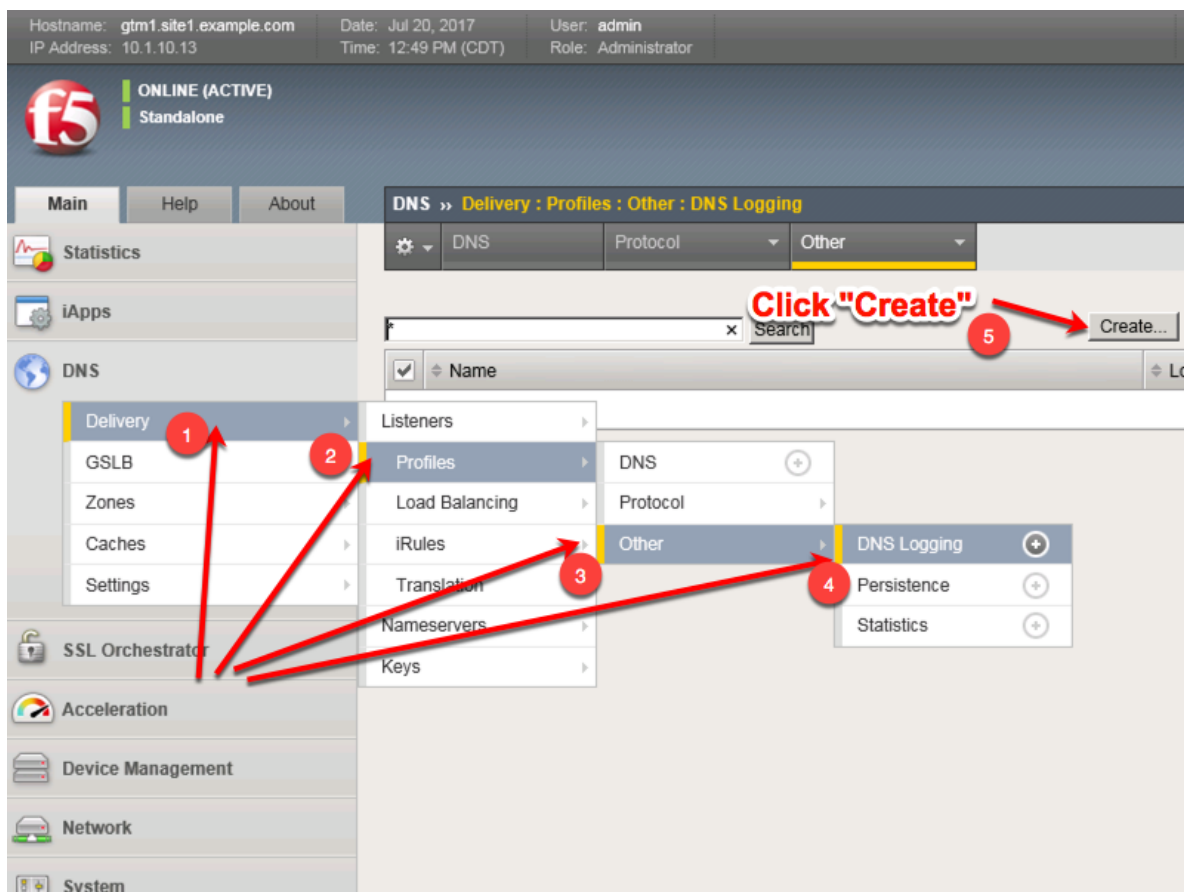 Hostname: gtm1.site1.example.com Date: Jul 20, 2017 User: admin
IP Address: 10.1.10.13 Time: 12:49 PM (CDT) Role: Administrator
f5
ONLINE (ACTIVE)
Standalone
Main Help About
DNS ›› Delivery : Profiles : Other : DNS Logging
DNS Protocol Other
Statistics
iApps
Click "Create"
* × Search 5 Create...
Name
DNS
Delivery 1
GSLB
Zones
Caches
Settings
Listeners
2 Profiles
Load Balancing
iRules
Translation
Nameservers
Keys
DNS
Protocol
Other
3
DNS Logging
4 Persistence
Statistics
SSL Orchestrator
Acceleration
Device Management
Network
System